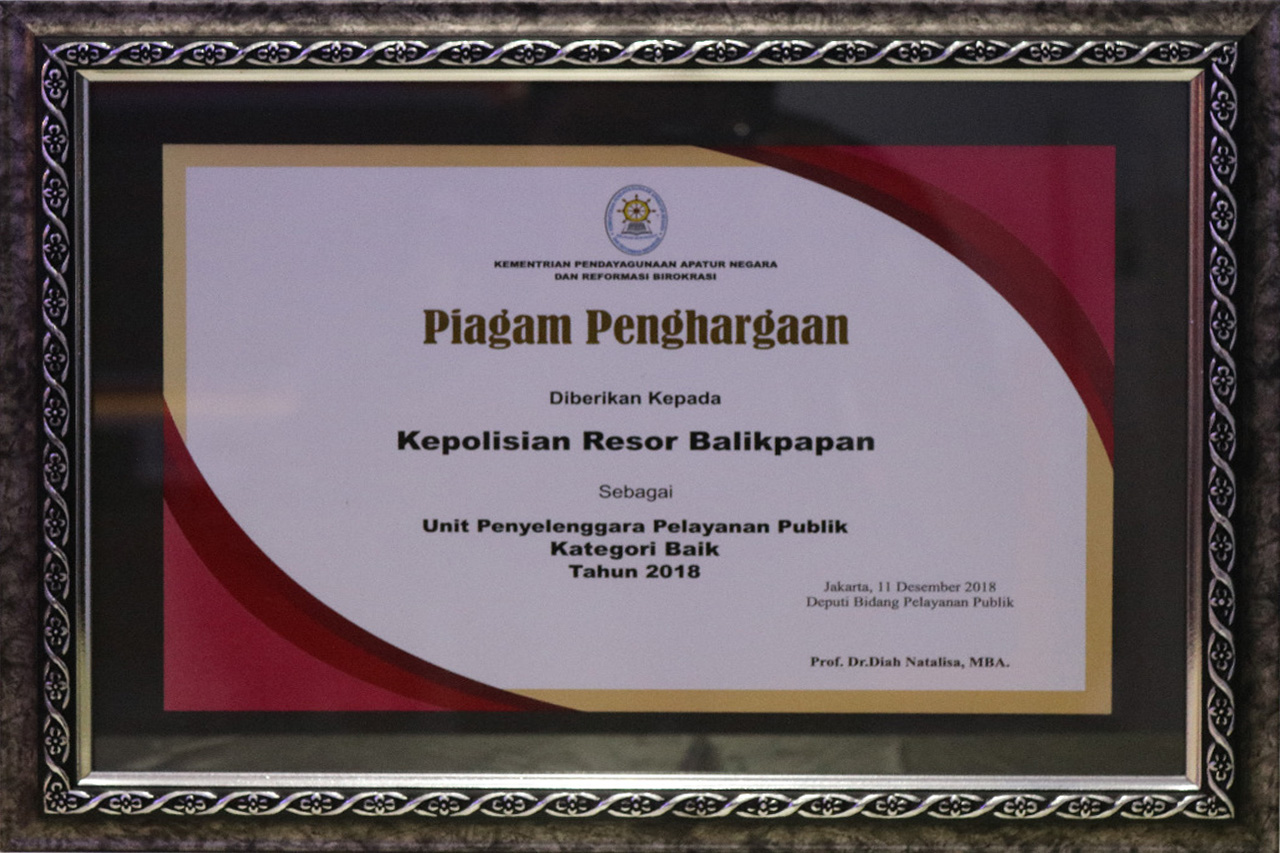 KEMENTRIAN PENDAYAGUNAAN APATUR NEGARA
DAN REFORMASI BIROKRASI
Piagam Penghargaan
Diberikan Kepada
Kepolisian Resor Balikpapan
Sebagai
Unit Penyelenggara Pelayanan Publik
Kategori Baik
Tahun 2018
Jakarta, 11 Desember 2018
Deputi Bidang Pelayanan Publik
Prof. Dr.Diah Natalisa, MBA.